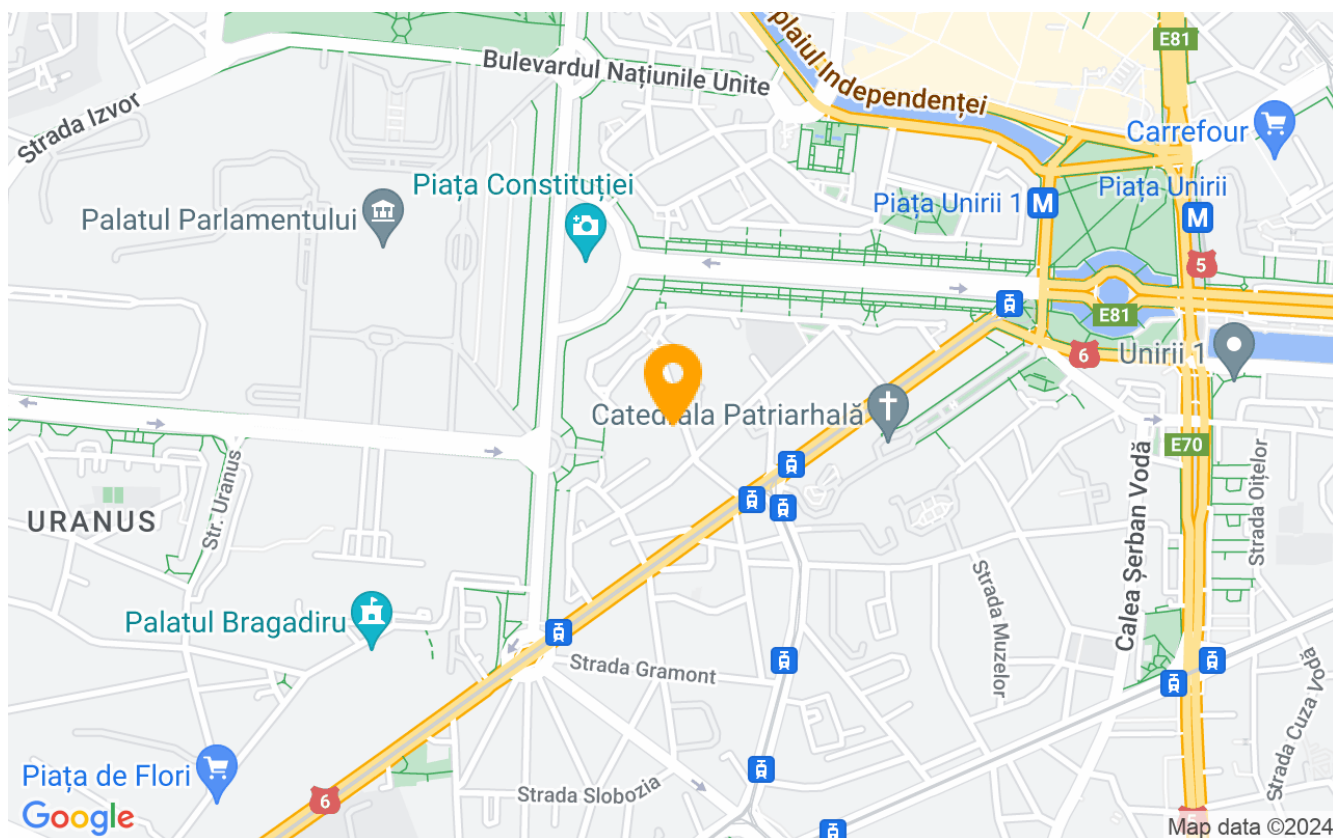 Splaiul Independenței
E81
Bulevardul Națiunile Unite
Strada Izvor
Carrefour
Piața Constituției
Piața Unirii
Palatul Parlamentului
Piața Unirii 1
M
M
5
E81
6
Unirii 1
Catedrala Patriarhală
E70
Calea Șerban Vodă
Strada Oițelor
Str. Uranus
URANUS
Strada Muzelor
Palatul Bragadiru
Strada Gramont
Strada Cuza Vodă
Piața de Flori
6
Strada Slobozia
Google
Map data ©2024